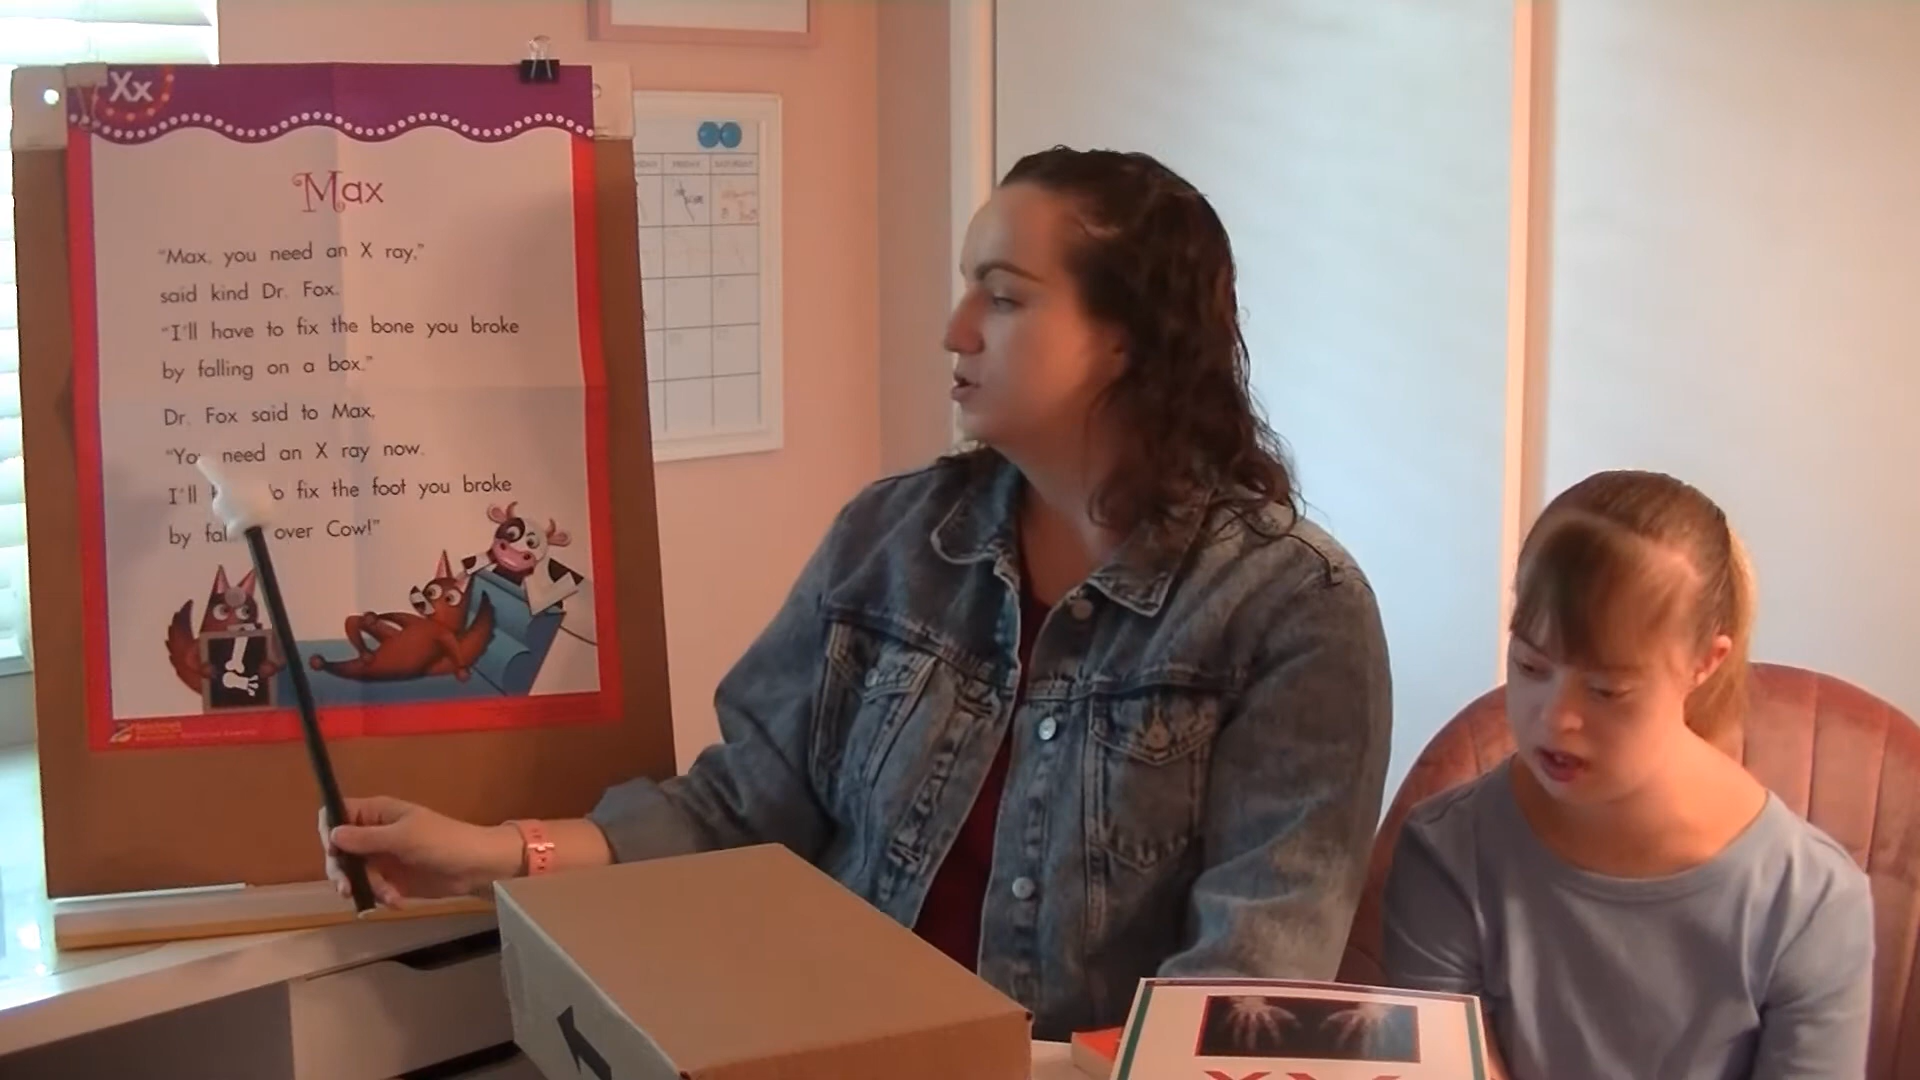 Xx
Max
"Max, you need an X ray,"
said kind Dr. Fox.
"I'll have to fix the bone you broke
by falling on a box."
Dr. Fox said to Max,
need an X ray now.
I'll fix the foot you broke
by over Cow!"
FRIDAY SATURDAY